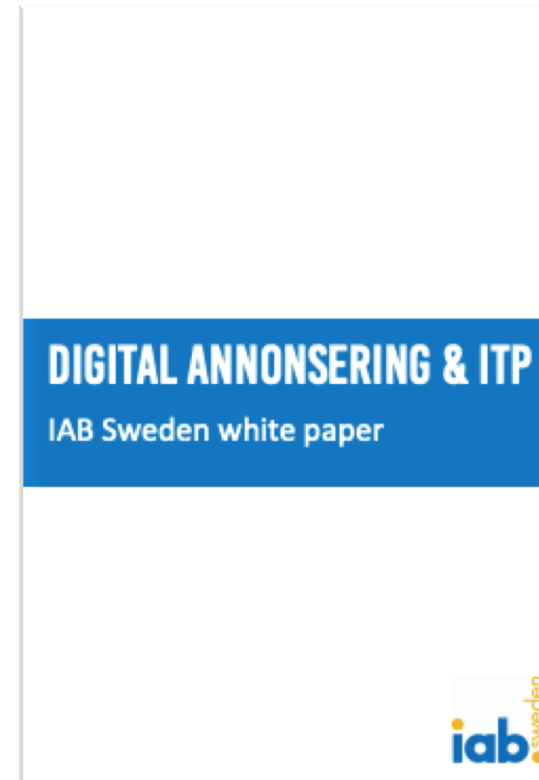 DIGITAL ANNONSERING & ITP
IAB Sweden white paper
iab.
sweden